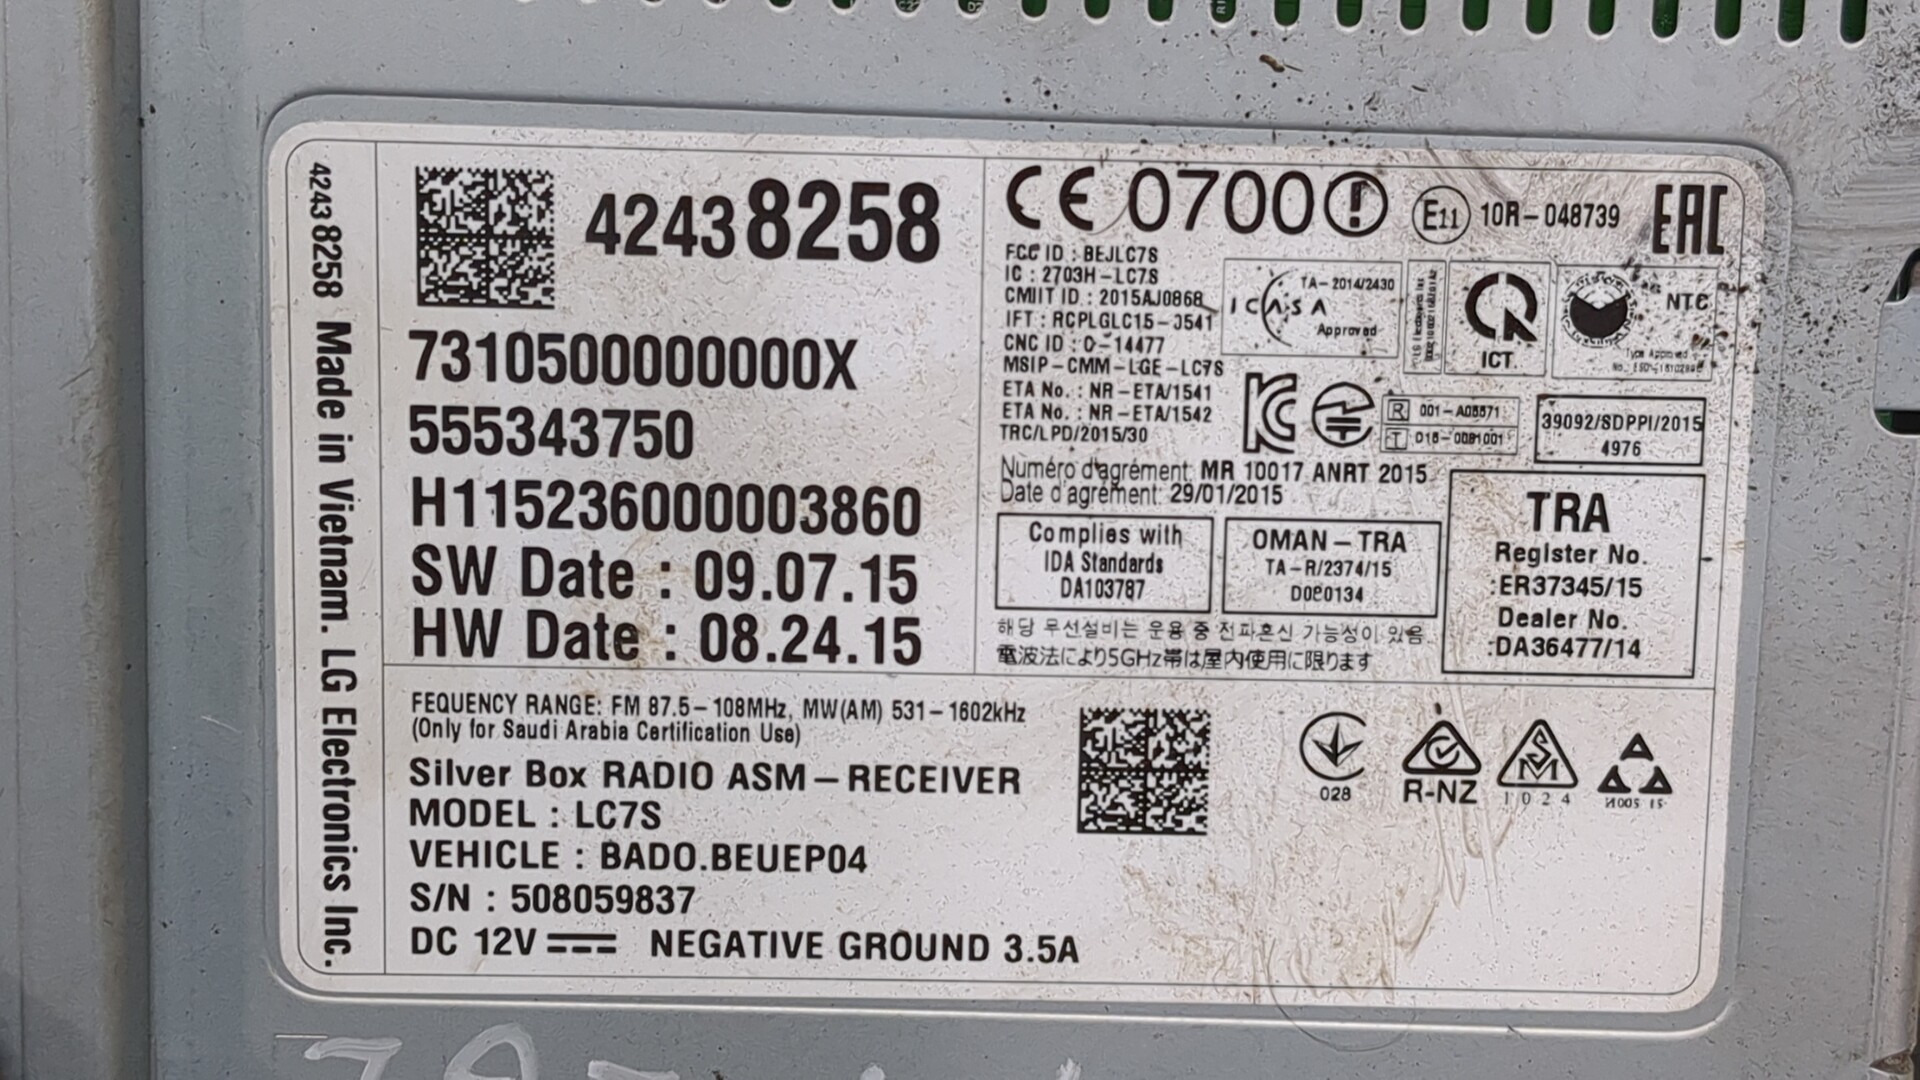 42438258 Made in Vietnam. LG Electronics Inc.
42438258
7310500000000X
555343750
H115236000003860
SW Date : 09.07.15
HW Date : 08.24.15
CE 0700
E11 10R-048739
EAC
FCC ID : BEJLC7S
IC : 2703H-LC7S
CMIIT ID : 2015AJ0868
IFT : RCPLGLC15-3541
CNC ID : C-14477
MSIP-CMM-LGE-LC7S
ETA No. : NR-ETA/1541
ETA No. : NR-ETA/1542
TRC/LPD/2015/30
TA-2014/2430
ICASA
Approved
ICT
NTC
Type Approved
R 001-A08871
T
39092/SDPPI/2015
4976
Numéro d'agrément: MR 10017 ANRT 2015
Date d'agrément: 29/01/2015
Complies with
IDA Standards
DA103787
OMAN-TRA
TA-R/2374/15
D080134
TRA
Register No.
:ER37345/15
Dealer No.
:DA36477/14
해당 무선설비는 운용 중 전파혼신 가능성이 있음
電波法により5GHz帯は屋内使用に限ります
FEQUENCY RANGE: FM 87.5-108MHz, MW(AM) 531-1602kHz
(Only for Saudi Arabia Certification Use)
Silver Box RADIO ASM-RECEIVER
MODEL : LC7S
VEHICLE : BADO.BEUEP04
S/N : 508059837
DC 12V NEGATIVE GROUND 3.5A
028
R-NZ
1024
И005 15